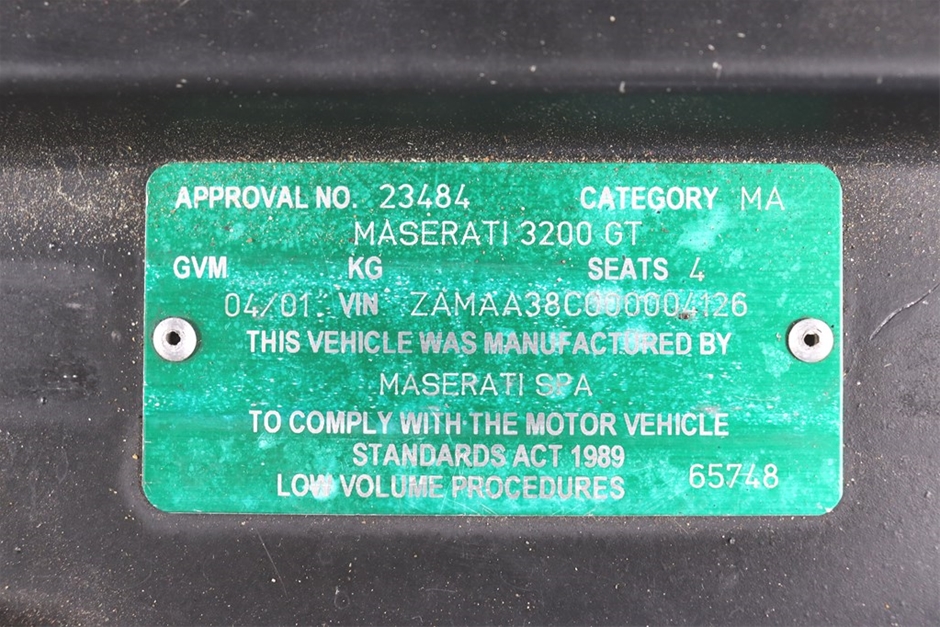 APPROVAL NO. 23484 CATEGORY MA
MASERATI 3200 GT
GVM KG SEATS 4
04/01 VIN ZAMAA38C000004126
THIS VEHICLE WAS MANUFACTURED BY
MASERATI SPA
TO COMPLY WITH THE MOTOR VEHICLE
STANDARDS ACT 1989
LOW VOLUME PROCEDURES 65748